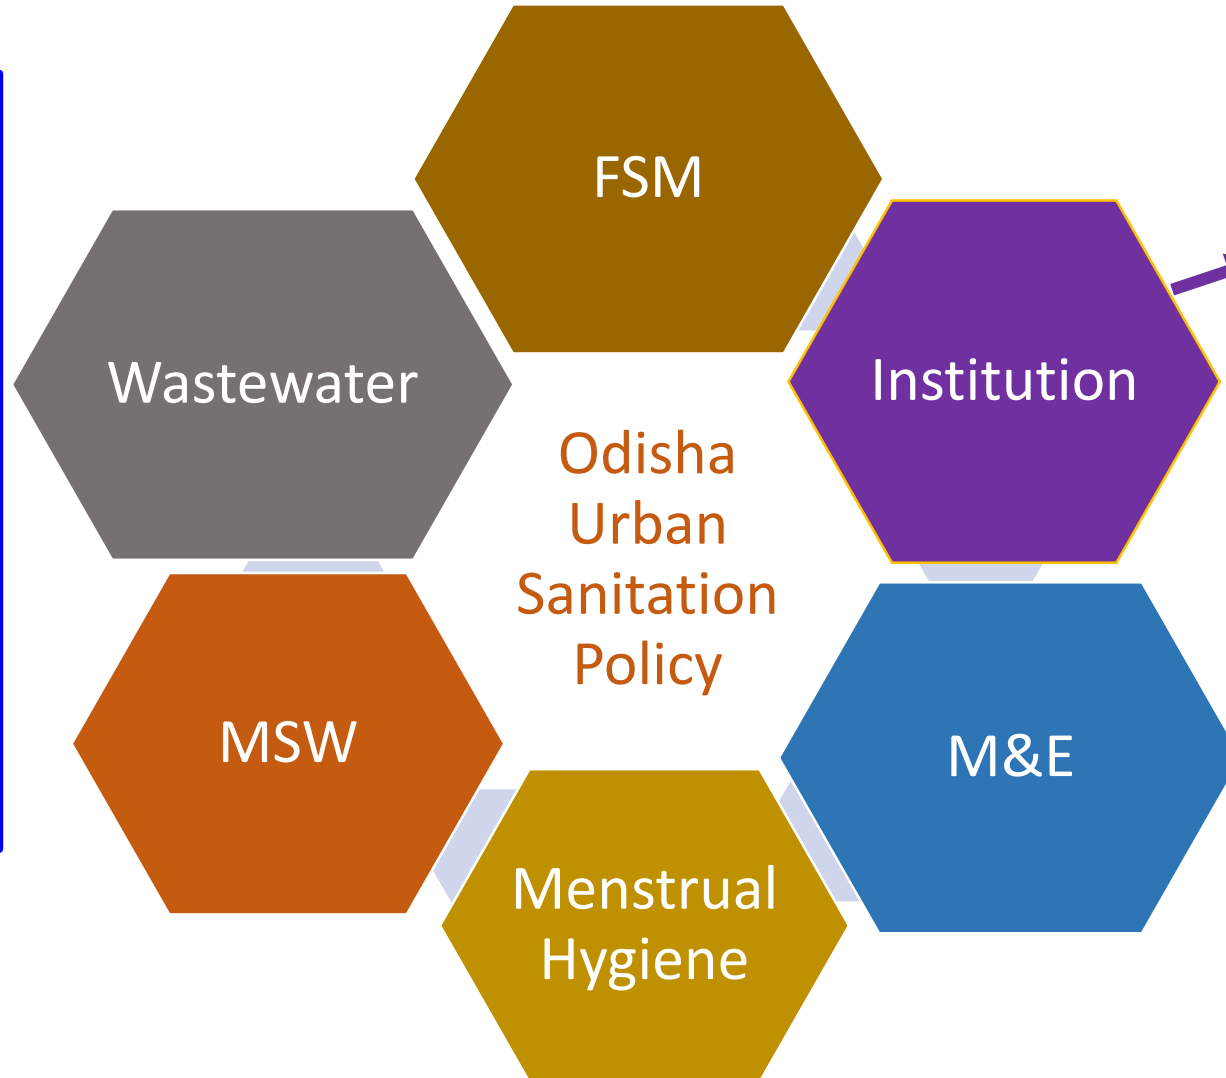 FSM
Wastewater
Institution
Odisha
Urban
Sanitation
Policy
MSW
M&E
Menstrual
Hygiene